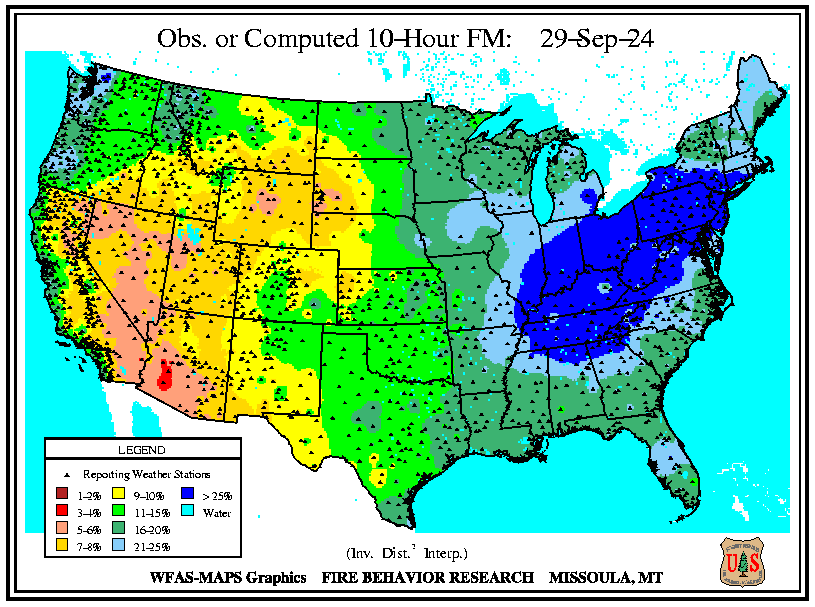 Obs. or Computed 10-Hour FM: 29-Sep-24
LEGEND
Reporting Weather Stations
1-2% 9-10% > 25%
3-4% 11-15% Water
5-6% 16-20%
7-8% 21-25%
(Inv. Dist.² Interp.)
WFAS-MAPS Graphics FIRE BEHAVIOR RESEARCH MISSOULA, MT
U S